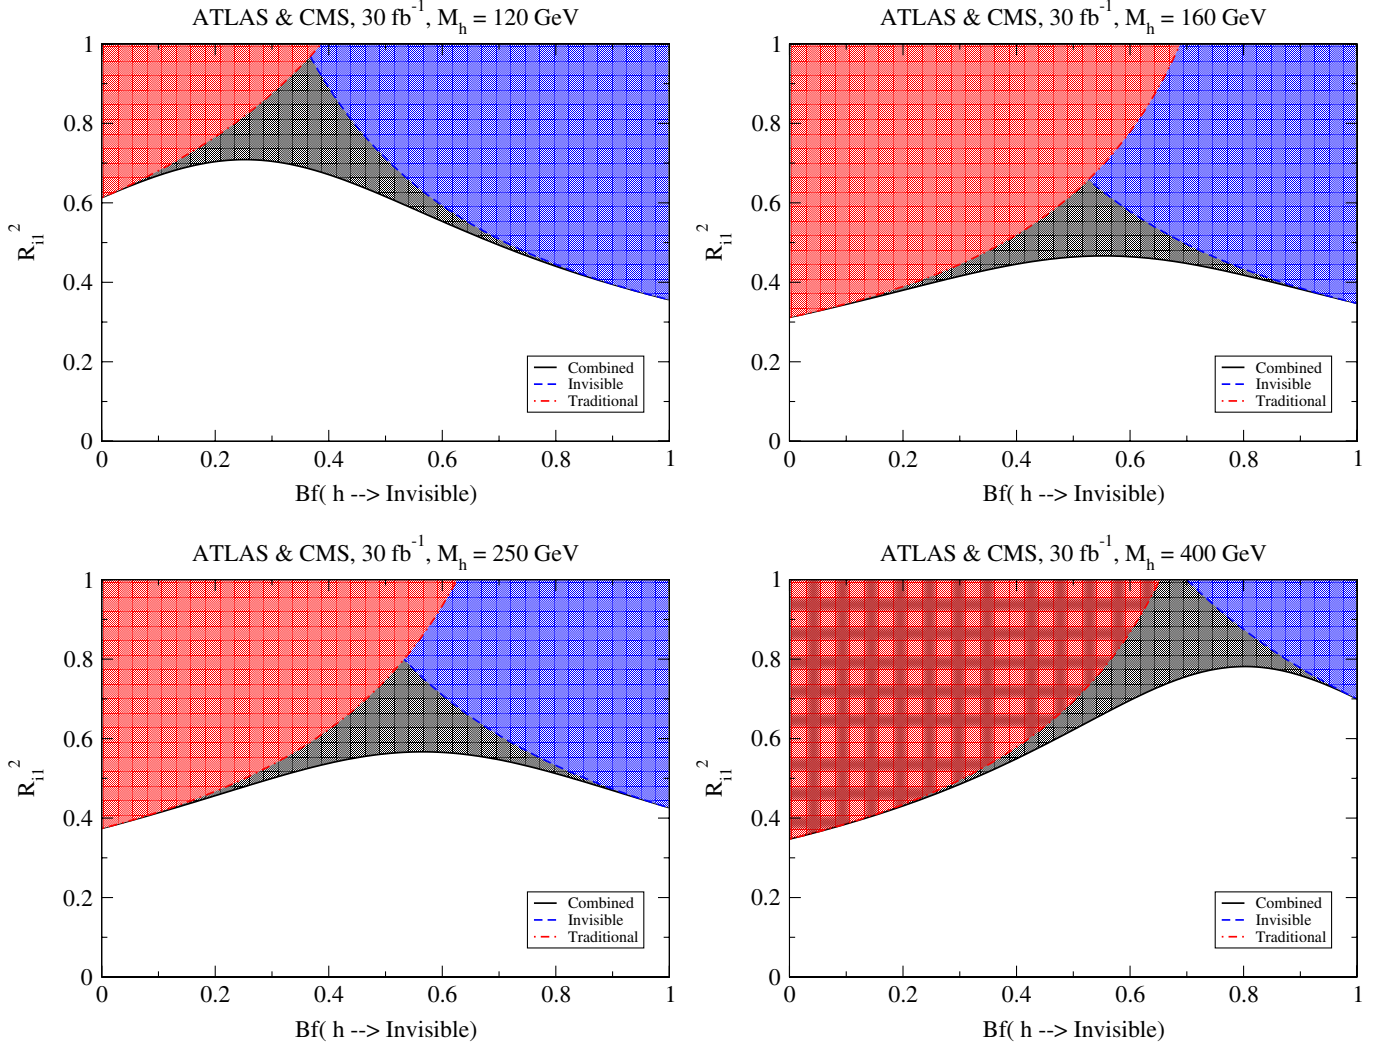 ATLAS & CMS, 30 fb⁻¹, Mₕ = 120 GeV
1
0.8
0.6
0.4
0.2
0
R_{i1}²
0 0.2 0.4 0.6 0.8 1
Bf( h --> Invisible)
Combined
Invisible
Traditional
ATLAS & CMS, 30 fb⁻¹, Mₕ = 160 GeV
1
0.8
0.6
0.4
0.2
0
R_{i1}²
0 0.2 0.4 0.6 0.8 1
Bf( h --> Invisible)
Combined
Invisible
Traditional
ATLAS & CMS, 30 fb⁻¹, Mₕ = 250 GeV
1
0.8
0.6
0.4
0.2
0
R_{i1}²
0 0.2 0.4 0.6 0.8 1
Bf( h --> Invisible)
Combined
Invisible
Traditional
ATLAS & CMS, 30 fb⁻¹, Mₕ = 400 GeV
1
0.8
0.6
0.4
0.2
0
R_{i1}²
0 0.2 0.4 0.6 0.8 1
Bf( h --> Invisible)
Combined
Invisible
Traditional